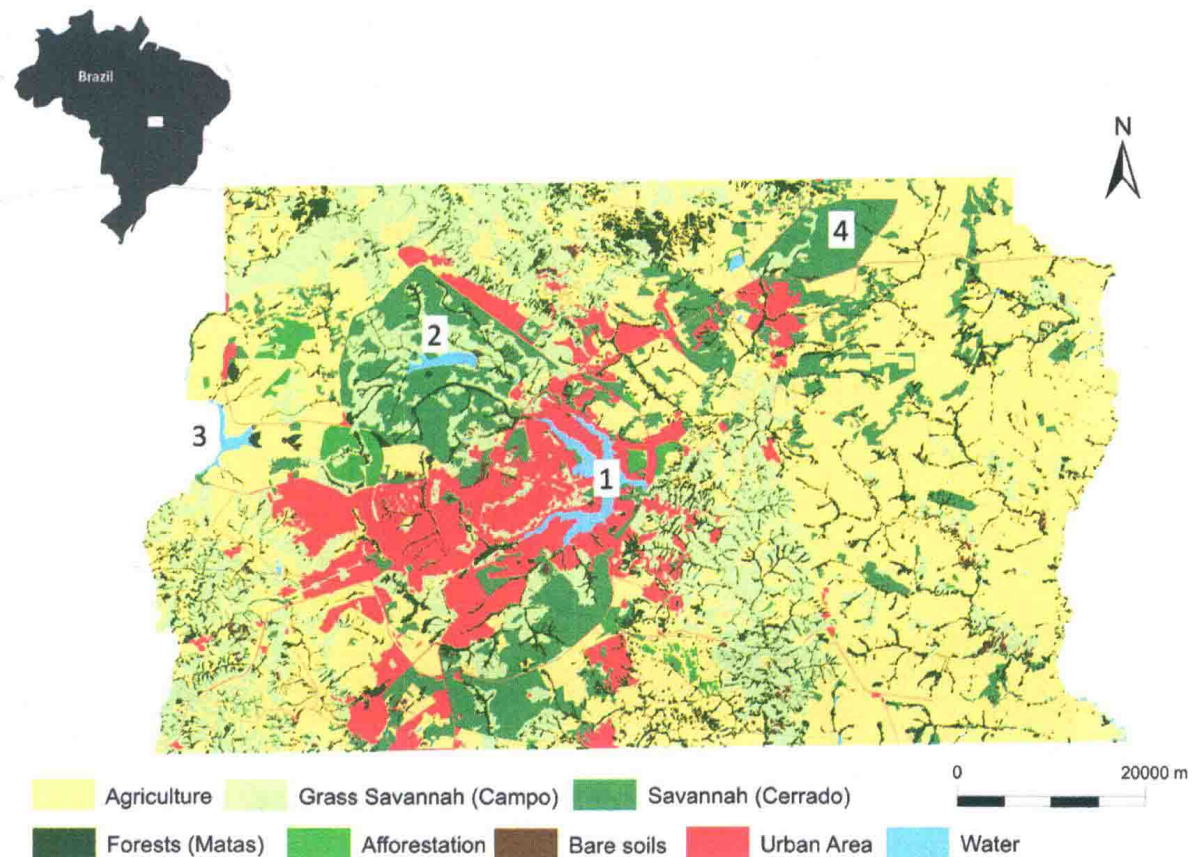 Brazil
N
4
2
3
1
0 20000 m
Agriculture Grass Savannah (Campo) Savannah (Cerrado)
Forests (Matas) Afforestation Bare soils Urban Area Water